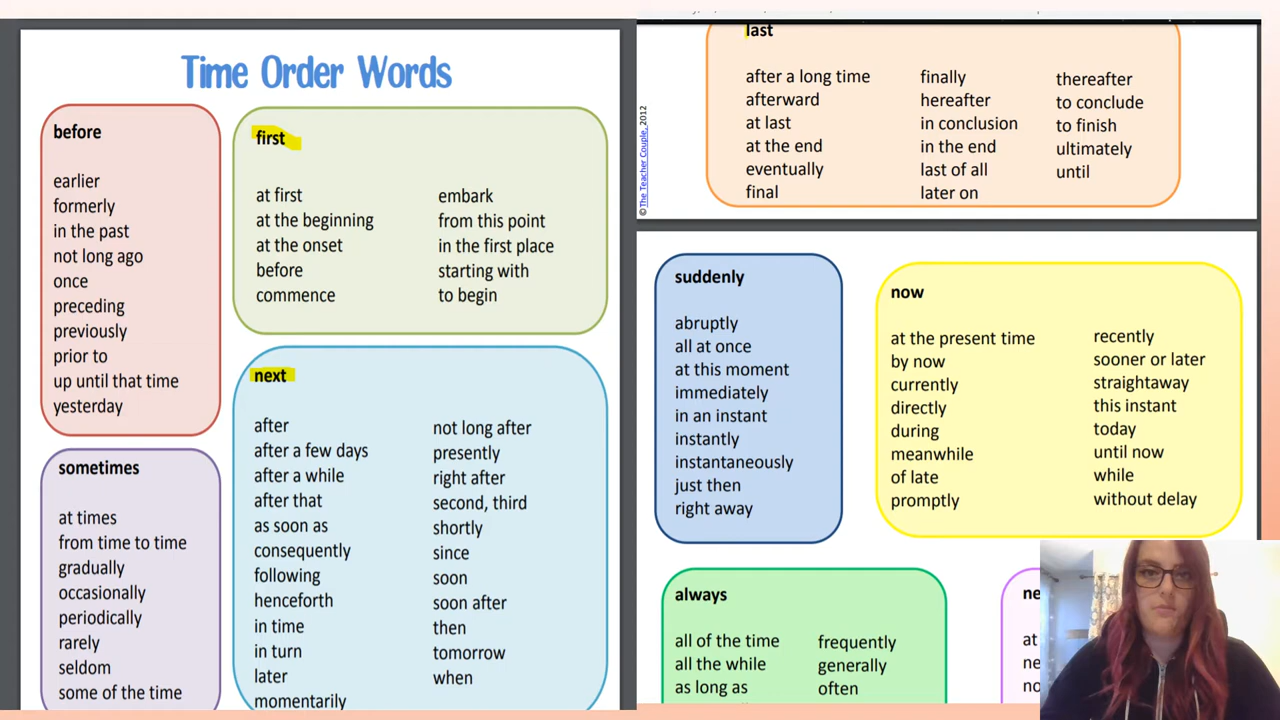 Time Order Words
before
earlier
formerly
in the past
not long ago
once
preceding
previously
prior to
up until that time
yesterday
first
at first
at the beginning
at the onset
before
commence
embark
from this point
in the first place
starting with
to begin
sometimes
at times
from time to time
gradually
occasionally
periodically
rarely
seldom
some of the time
next
after
after a few days
after a while
after that
as soon as
consequently
following
henceforth
in time
in turn
later
momentarily
not long after
presently
right after
second, third
shortly
since
soon
soon after
then
tomorrow
when
©The Teacher Couple, 2012
last
after a long time
afterward
at last
at the end
eventually
final
finally
hereafter
in conclusion
in the end
last of all
later on
thereafter
to conclude
to finish
ultimately
until
suddenly
abruptly
all at once
at this moment
immediately
in an instant
instantly
instantaneously
just then
right away
now
at the present time
by now
currently
directly
during
meanwhile
of late
promptly
recently
sooner or later
straightaway
this instant
today
until now
while
without delay
always
all of the time
all the while
as long as
frequently
generally
often
at